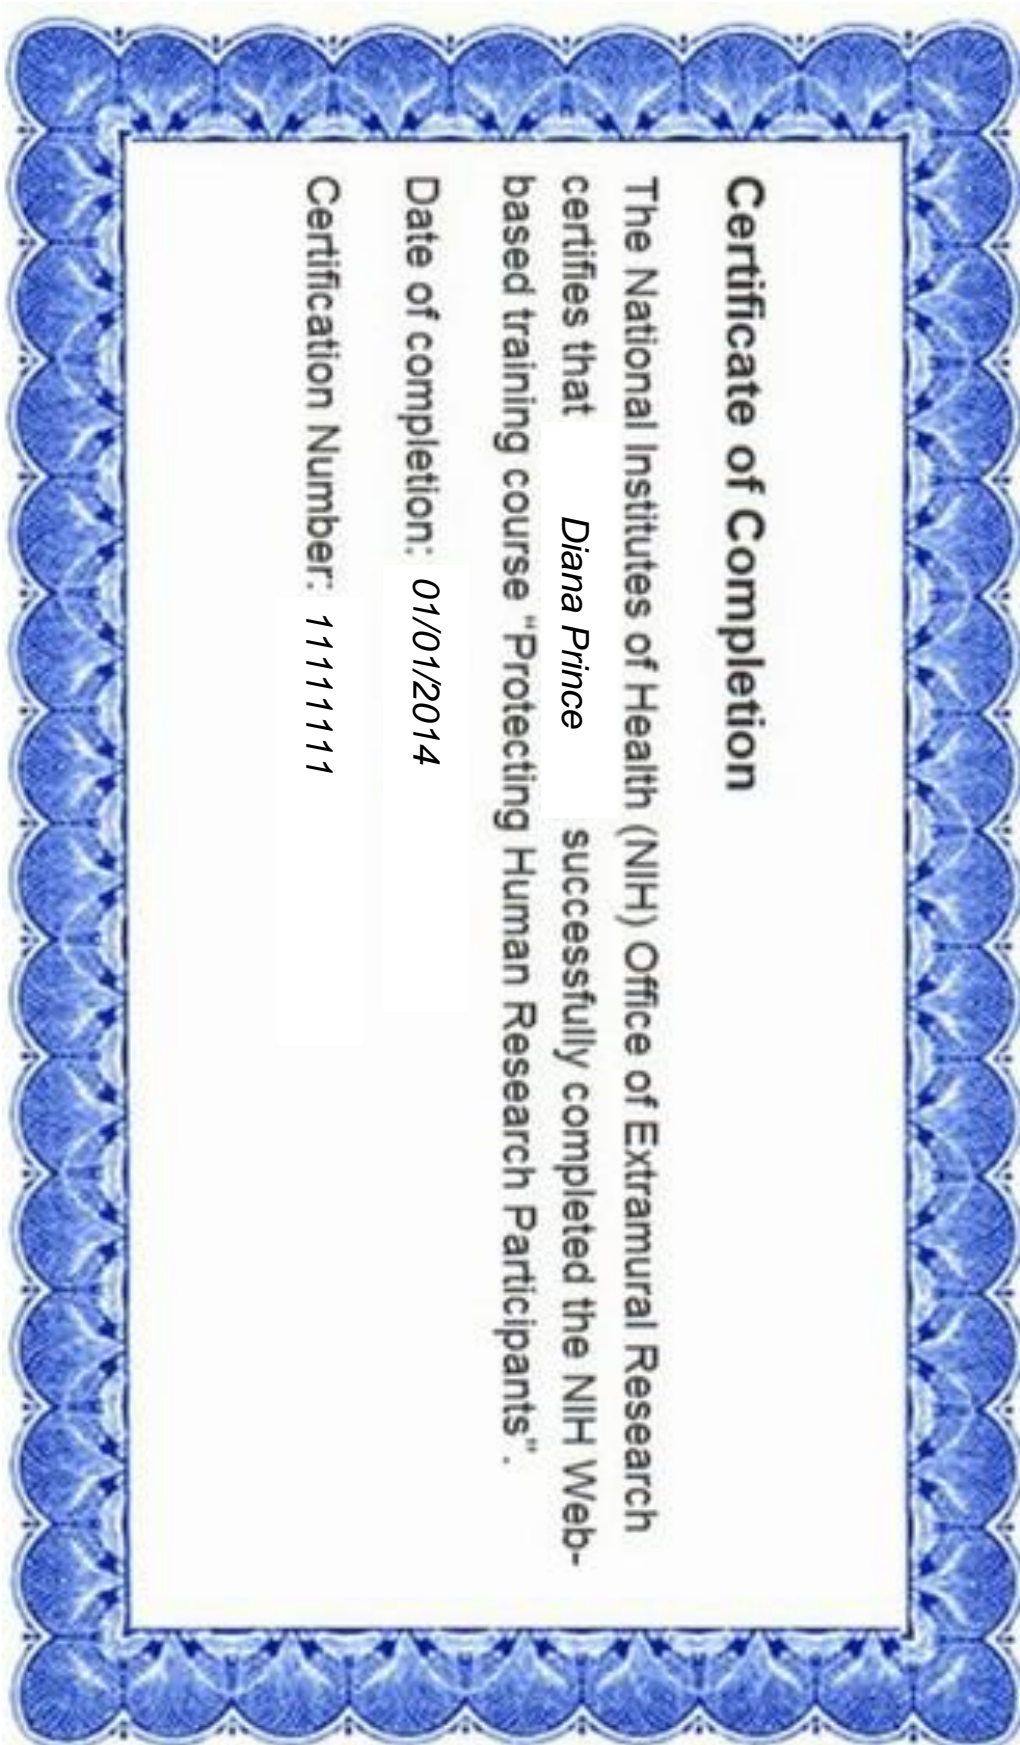 Certificate of Completion
The National Institutes of Health (NIH) Office of Extramural Research
certifies that Diana Prince successfully completed the NIH Web-
based training course "Protecting Human Research Participants".
Date of completion: 01/01/2014
Certification Number: 1111111